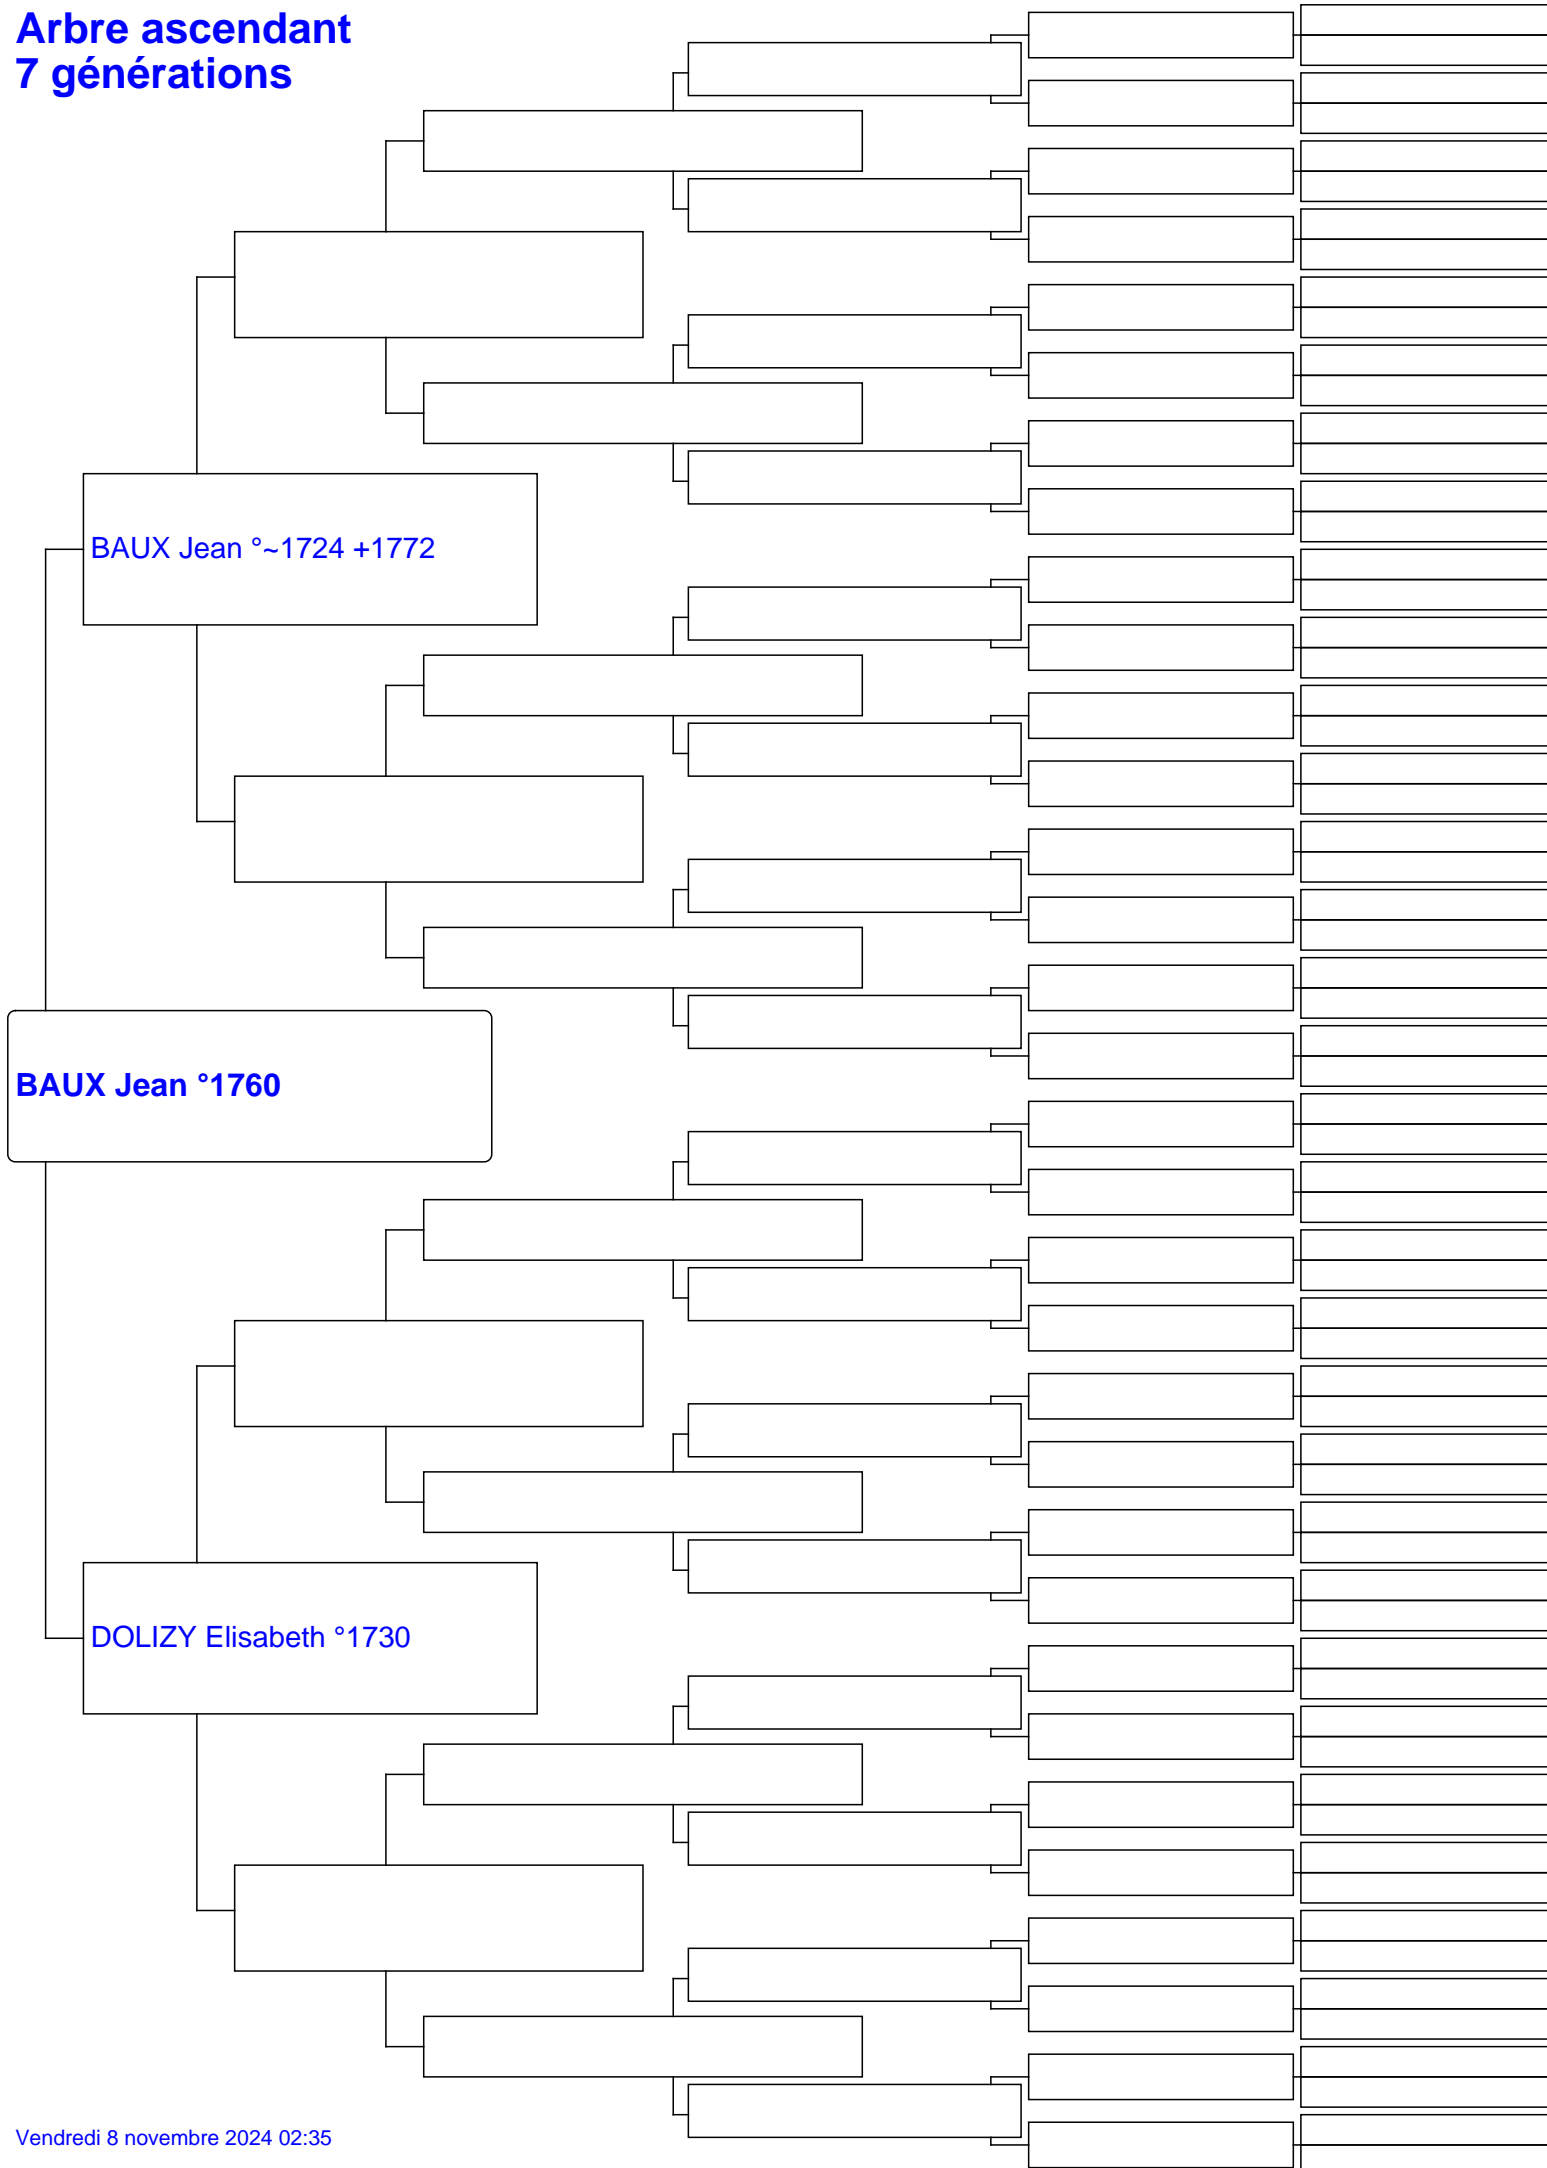 Arbre ascendant
7 générations
BAUX Jean °~1724 +1772
BAUX Jean °1760
DOLIZY Elisabeth °1730
Vendredi 8 novembre 2024 02:35